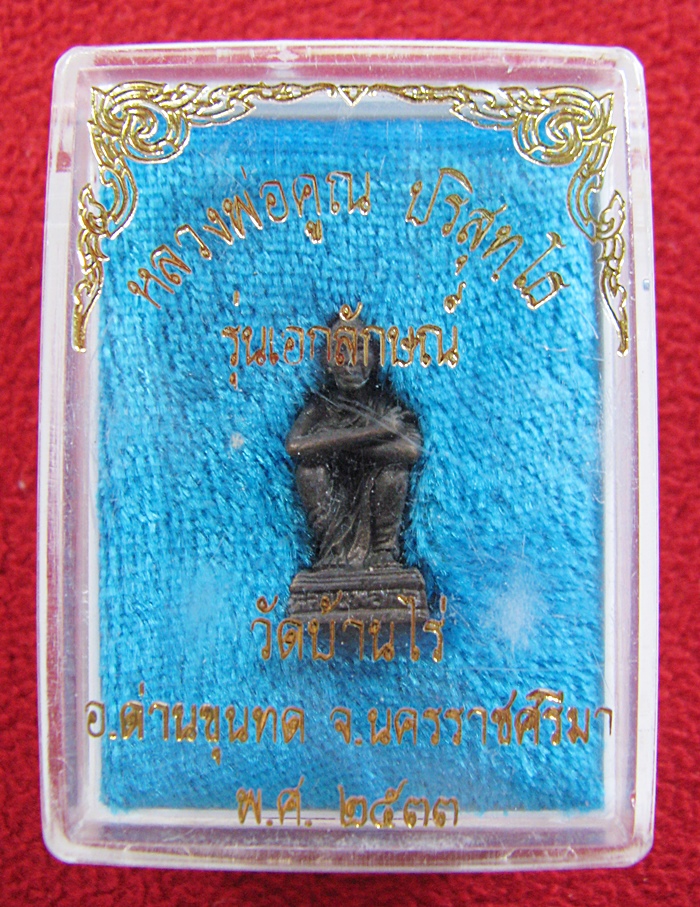 หลวงพ่อคูณ ปริสุทฺโธ
รุ่นเอกลักษณ์
วัดบ้านไร่
อ.ด่านขุนทด จ.นครราชศรีมา
พ.ศ. ๒๕๓๓